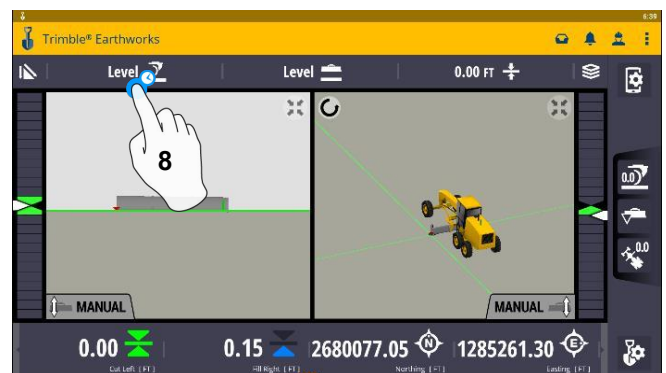 6:39
Trimble® Earthworks
Level
Level
0.00 FT
8
0.0
0.0
MANUAL
MANUAL
0.00
0.15
2680077.05
N
1285261.30
E
Cut Left [FT]
Fill Right [FT]
Northing [FT]
Easting [FT]